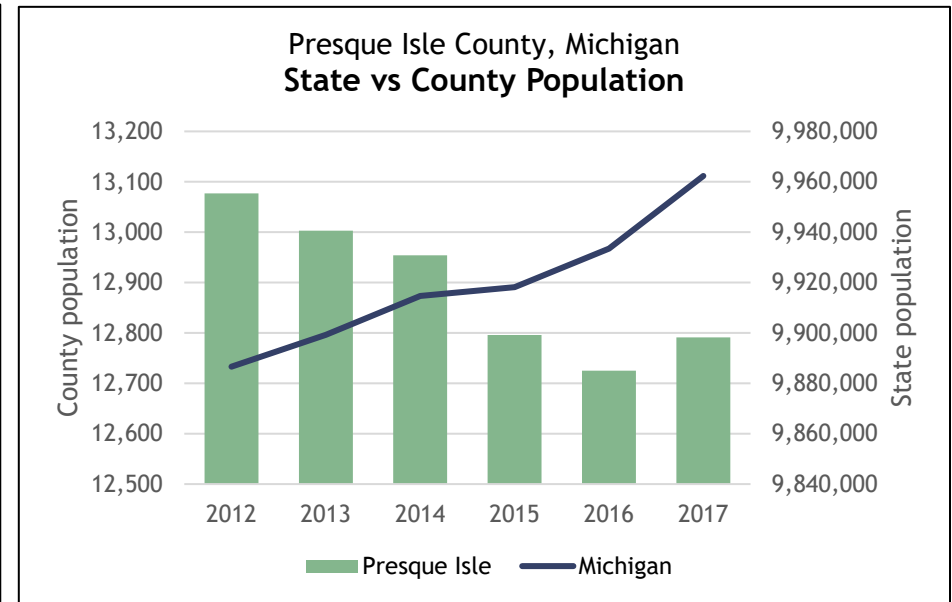 Presque Isle County, Michigan
State vs County Population
County population
13,200
13,100
13,000
12,900
12,800
12,700
12,600
12,500
9,980,000
9,960,000
9,940,000
9,920,000
9,900,000
9,880,000
9,860,000
9,840,000
State population
2012 2013 2014 2015 2016 2017
Presque Isle Michigan